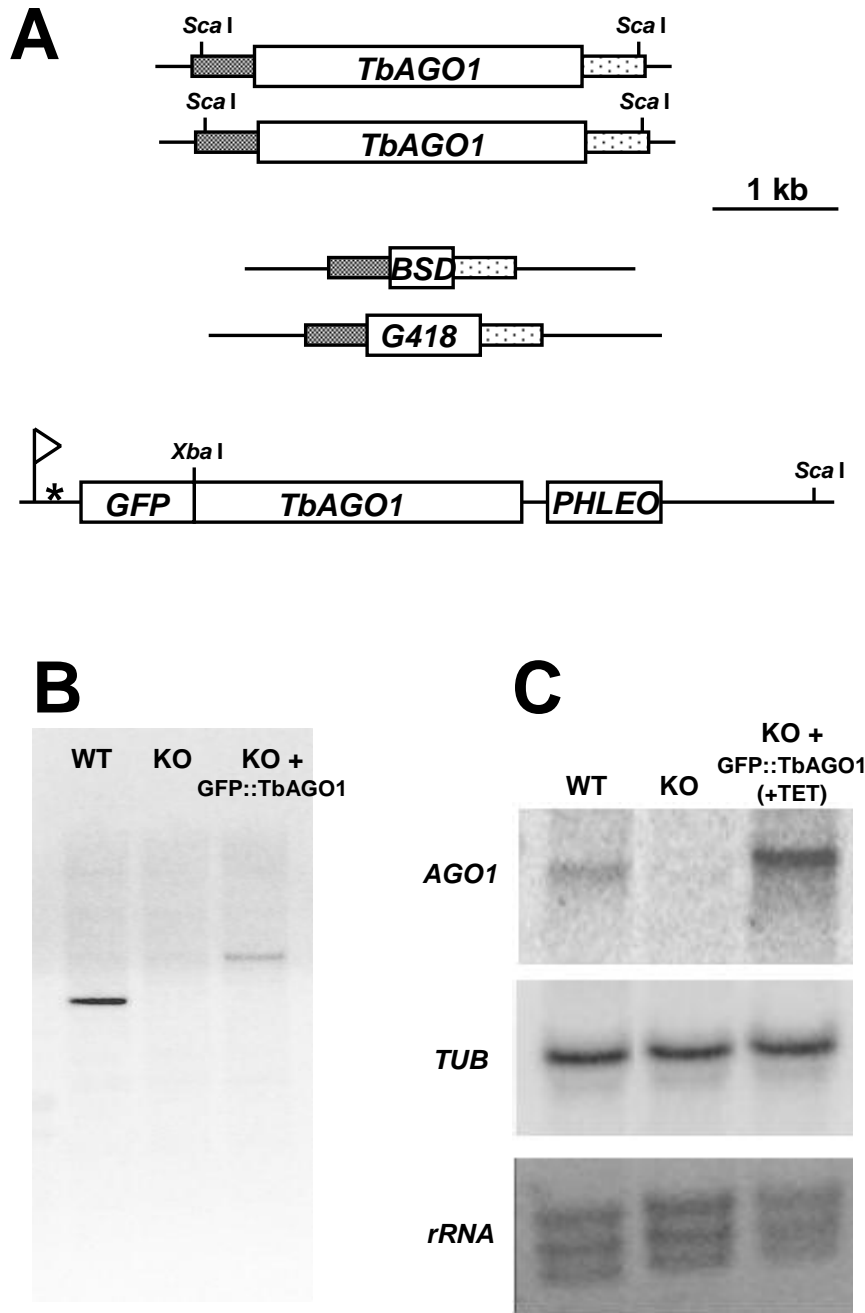 A
Sca I Sca I
TbAGO1
Sca I Sca I
TbAGO1
1 kb
BSD
G418
Xba I
Sca I
*
GFP TbAGO1 PHLEO
B
WT KO KO +
GFP::TbAGO1
C
WT KO KO +
GFP::TbAGO1
(+TET)
AGO1
TUB
rRNA